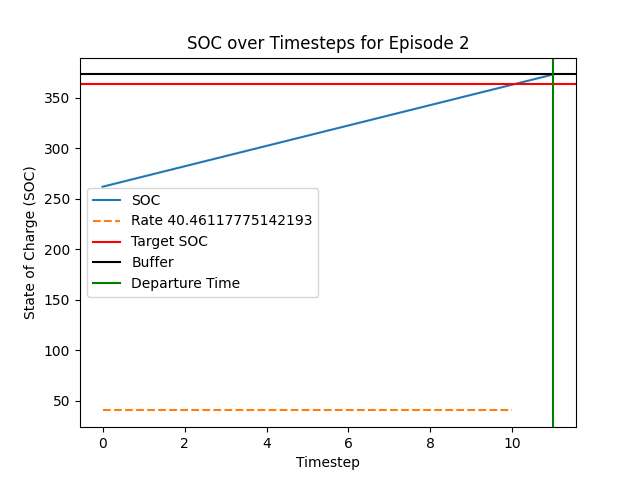 SOC over Timesteps for Episode 2
State of Charge (SOC)
350
300
250
200
150
100
50
SOC
Rate 40.46117775142193
Target SOC
Buffer
Departure Time
0 2 4 6 8 10
Timestep